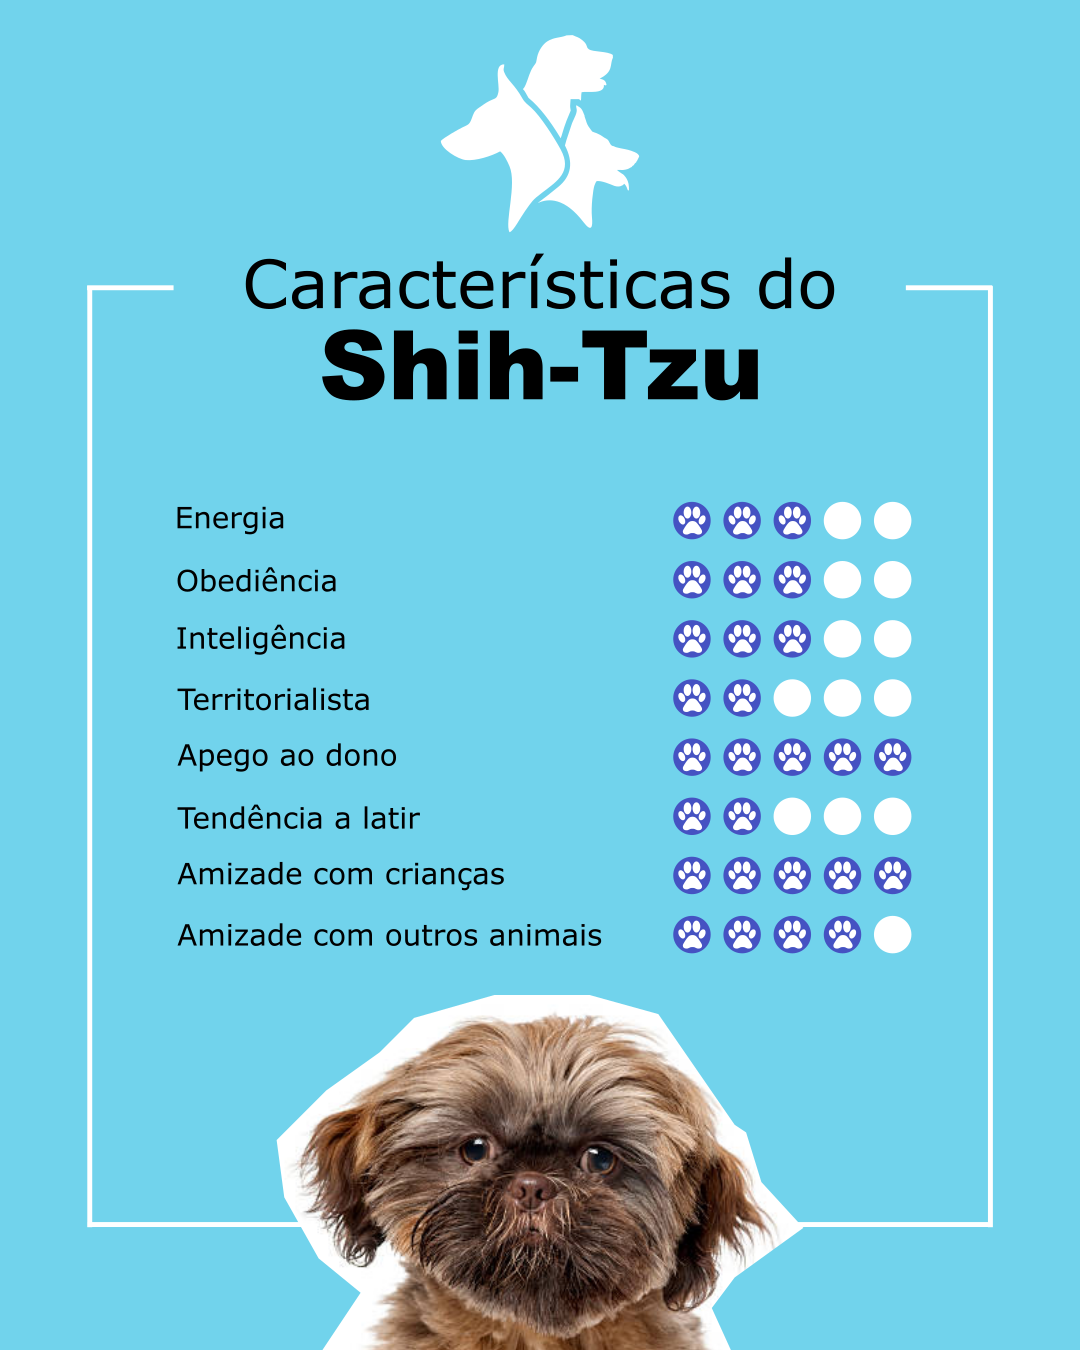 Características do
Shih-Tzu
Energia
Obediência
Inteligência
Territorialista
Apego ao dono
Tendência a latir
Amizade com crianças
Amizade com outros animais